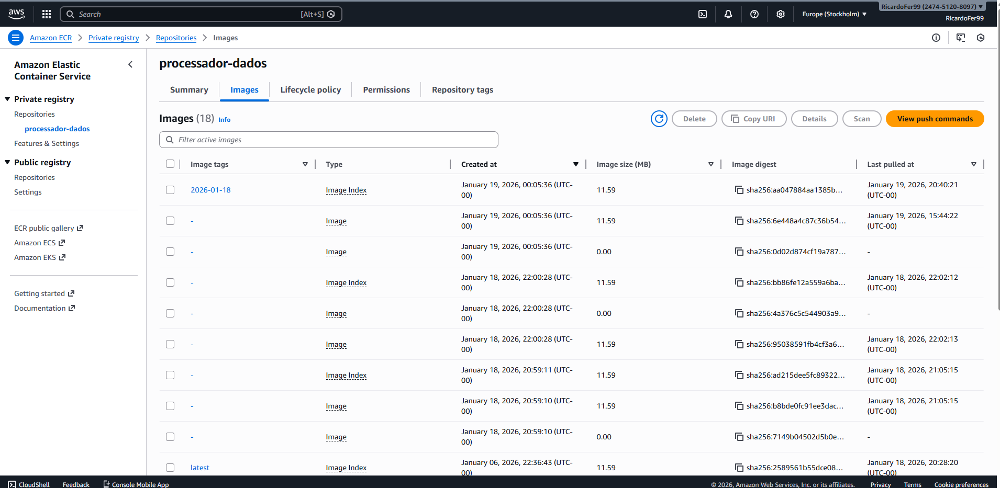 aws
Search
[Alt+S]
Europe (Stockholm)
RicardoFer99 (2474-5120-8097)
RicardoFer99
Amazon ECR
Private registry
Repositories
Images
Amazon Elastic
Container Service
Private registry
Repositories
processador-dados
Features & Settings
Public registry
Repositories
Settings
ECR public gallery
Amazon ECS
Amazon EKS
Getting started
Documentation
processador-dados
Summary
Images
Lifecycle policy
Permissions
Repository tags
Images (18) Info
Delete
Copy URI
Details
Scan
View push commands
Filter active images
Image tags
Type
Created at
Image size (MB)
Image digest
Last pulled at
2026-01-18
Image Index
January 19, 2026, 00:05:36 (UTC-
00)
11.59
sha256:aa047884aa1385b...
January 19, 2026, 20:40:21
(UTC-00)
-
Image
January 19, 2026, 00:05:36 (UTC-
00)
11.59
sha256:6e448a4c87c36b54...
January 19, 2026, 15:44:22
(UTC-00)
-
Image
January 19, 2026, 00:05:36 (UTC-
00)
0.00
sha256:0d02d874cf19a787...
-
-
Image Index
January 18, 2026, 22:00:28 (UTC-
00)
11.59
sha256:bb86fe12a559a6ba...
January 18, 2026, 22:02:12
(UTC-00)
-
Image
January 18, 2026, 22:00:28 (UTC-
00)
0.00
sha256:4a376c5c544903a9...
-
-
Image
January 18, 2026, 22:00:28 (UTC-
00)
11.59
sha256:95038591fb4cf3a6...
January 18, 2026, 22:02:13
(UTC-00)
-
Image Index
January 18, 2026, 20:59:11 (UTC-
00)
11.59
sha256:ad215dee5fc89322...
January 18, 2026, 21:05:15
(UTC-00)
-
Image
January 18, 2026, 20:59:10 (UTC-
00)
11.59
sha256:b8bde0fc91ee3dac...
January 18, 2026, 21:05:15
(UTC-00)
-
Image
January 18, 2026, 20:59:10 (UTC-
00)
0.00
sha256:7149b04502d5b0e...
-
latest
Image Index
January 06, 2026, 22:36:43 (UTC-
00)
11.59
sha256:2589561b55dce08...
January 18, 2026, 20:28:20
(UTC-00)
CloudShell
Feedback
Console Mobile App
© 2026, Amazon Web Services, Inc. or its affiliates.
Privacy
Terms
Cookie preferences